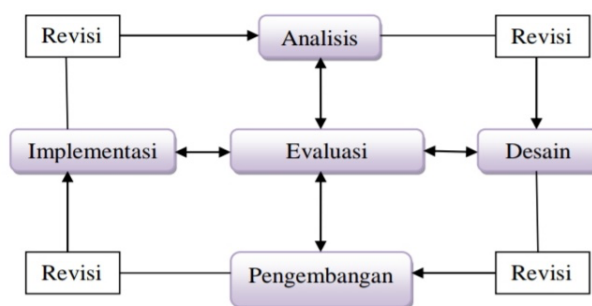 Revisi
Analisis
Revisi
Implementasi
Evaluasi
Desain
Revisi
Pengembangan
Revisi